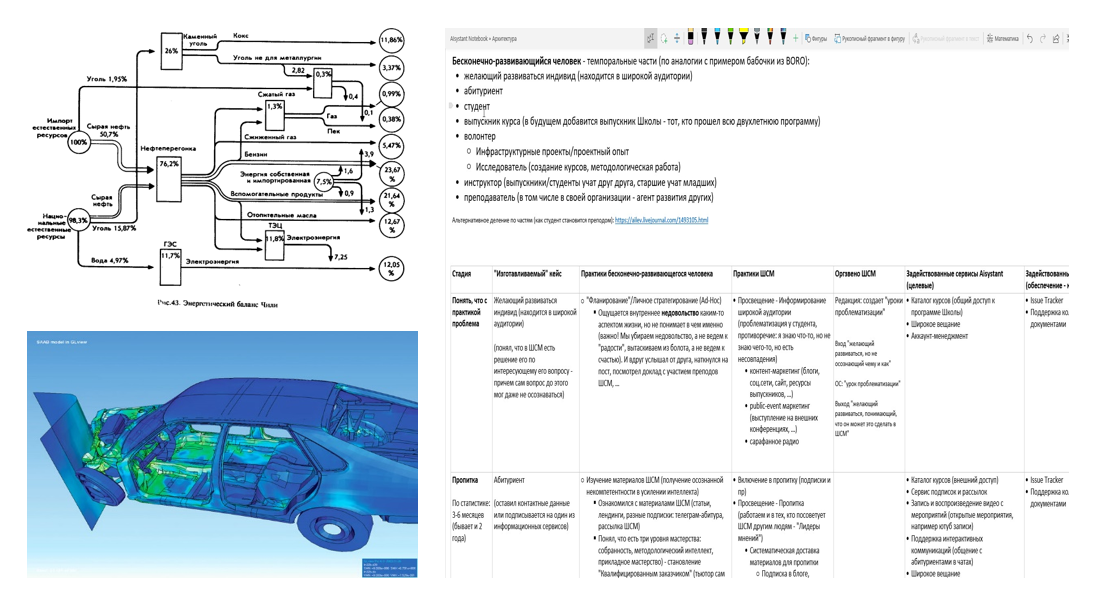 Каменный уголь
Кокс
11,86%
26%
Уголь не для металлургии
3,37%
2,82
0,3%
Уголь 1,95%
0,4
0,99%
Сжатый газ
1,3%
0,1
Газ
0,38%
Пек
Импорт естественных ресурсов
100%
Сырая нефть 50,7%
Сжиженный газ
5,47%
Нефтеперегонка
Бензин
3,9
76,2%
Энергия собственная и импортированная
1,6
7,5%
23,67%
0,9
Вспомогательные продукты
21,64%
1,3
Сырая нефть
Отопительные масла
12,67%
Национальные естественные ресурсы
98,3%
Уголь 15,87%
ТЭЦ
11,8%
Электроэнергия
7,25
ГЭС
Вода 4,97%
11,7%
Электроэнергия
12,05%
Рис.43. Энергетический баланс Чили
Aisystant Notebook » Архитектура
Фигуры
Рукописный фрагмент в фигуру
Математика
Бесконечно-развивающийся человек - темпоральные части (по аналогии с примером бабочки из BORO):
• желающий развиваться индивид (находится в широкой аудитории)
• абитуриент
• студент
• выпускник курса (в будущем добавится выпускник Школы - тот, кто прошел всю двухлетнюю программу)
• волонтер
○ Инфраструктурные проекты/проектный опыт
○ Исследователь (создание курсов, методологическая работа)
• инструктор (выпускники/студенты учат друг друга, старшие учат младших)
• преподаватель (в том числе в своей организации - агент развития других)
Альтернативное деление по частям (как студент становится преподом): https://ailev.livejournal.com/1493105.html
Стадия
"Изготавливаемый" кейс
Практики бесконечно-развивающегося человека
Практики ШСМ
Оргзвено ШСМ
Задействованные сервисы Aisystant
(целевые)
Задействованны
(обеспечение - н
Понять, что с
практикой
проблема
Желающий развиваться
индивид (находится в широкой
аудитории)
(понял, что в ШСМ есть
решение его по
интересующему его вопросу -
причем сам вопрос до этого
мог даже не осознаваться)
○ "Фланирование"/Личное стратегирование (Ad-Hoc)
• Ощущается внутреннее недовольство каким-то
аспектом жизни, но не понимает в чем именно
(важно! Мы убираем недовольство, а не ведем к
"радости", вытаскиваем из болота, а не ведем к
счастью). И вдруг услышал от друга, наткнулся на
пост, посмотрел доклад с участием преподов
ШСМ, ...
• Просвещение - Информирование
широкой аудитории
(проблематизация у студента,
противоречие: я знаю что-то, но не
знаю чего-то, но есть
несовпадения)
• контент-маркетинг (блоги,
соц.сети, сайт, ресурсы
выпускников, ...)
• public-event маркетинг
(выступление на внешних
конференциях, ...)
• сарафанное радио
Редакция: создает "уроки
проблематизации"
Вход "желающий
развиваться, но не
осознающий чему и как"
ОС: "урок проблематизации"
Выход "желающий
развиваться, понимающий,
что он может это сделать в
ШСМ"
• Каталог курсов (общий доступ к
программе Школы)
• Широкое вещание
• Аккаунт-менеджмент
• Issue Tracker
• Поддержка ко
документами
Пропитка
По статистике:
3-6 месяцев
(бывает и 2
года)
Абитуриент
(оставил контактные данные
или подписывается на один из
информационных сервисов)
○ Изучение материалов ШСМ (получение осознанной
некомпетентности в усилении интеллекта)
• Ознакомился с материалами ШСМ (статьи,
лендинги, разные подписки: телеграм-абитура,
рассылка ШСМ)
• Понял, что есть три уровня мастерства:
собранность, методологический интеллект,
прикладное мастерство) - становление
"Квалифицированным заказчиком" (тьютор сам
• Включение в пропитку (подписки и
пр)
• Просвещение - Пропитка
(работаем и в тех, кто посоветует
ШСМ другим людям - "Лидеры
мнений")
• Систематическая доставка
материалов для пропитки
○ Подписка в блоге,
• Каталог курсов (внешний доступ)
• Сервис подписок и рассылок
• Запись и воспроизведение видео с
мероприятий (открытые мероприятия,
например ютуб записи)
• Поддержка интерактивных
коммуникаций (общение с
абитуриентами в чатах)
• Широкое вещание
• Issue Tracker
• Поддержка ко
документами